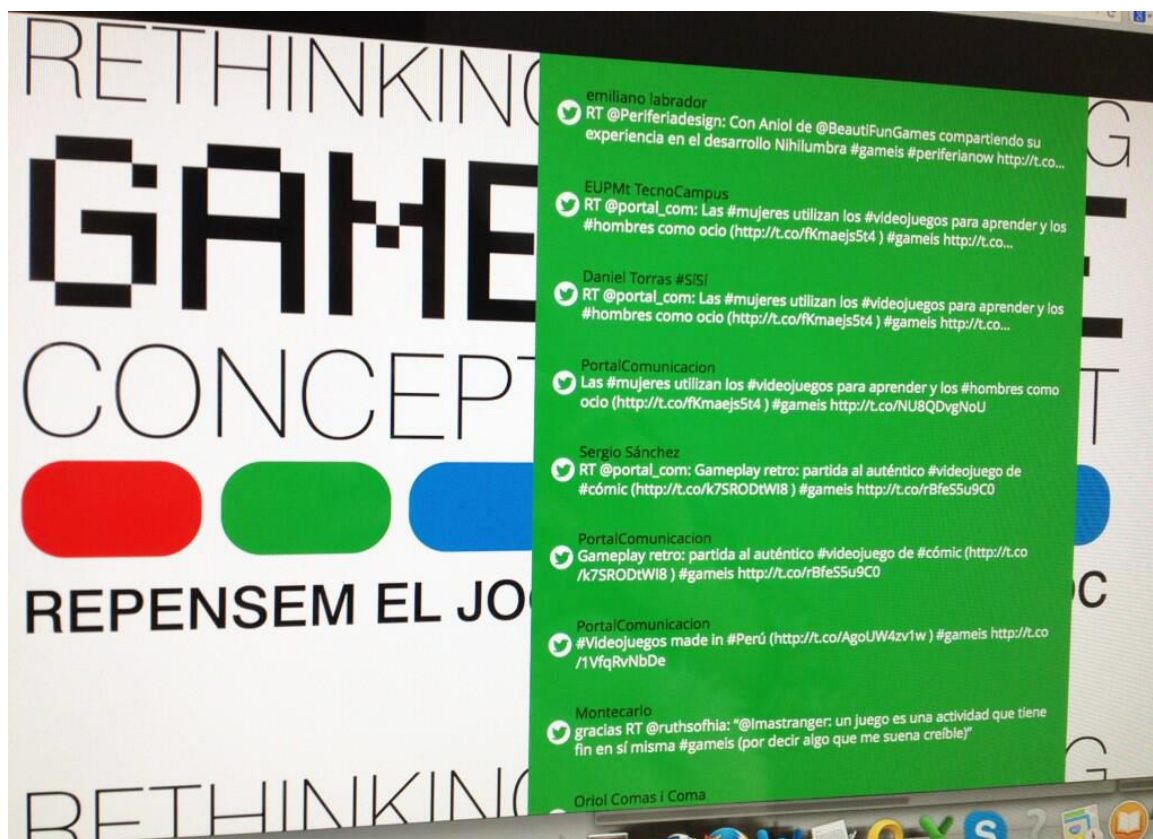 RETHINKING
G
GAME
E
CONCEPT
T
REPENSEM EL JO
OC
RETHINKING
G
emiliano labrador
RT @Periferiadesign: Con Aniol de @BeautiFunGames compartiendo su
experiencia en el desarrollo Nihilumbra #gameis #periferianow http://t.co...
EUPMt TecnoCampus
RT @portal_com: Las #mujeres utilizan los #videojuegos para aprender y los
#hombres como ocio (http://t.co/fKmaejs5t4 ) #gameis http://t.co...
Daniel Torras #SíSí
RT @portal_com: Las #mujeres utilizan los #videojuegos para aprender y los
#hombres como ocio (http://t.co/fKmaejs5t4 ) #gameis http://t.co...
PortalComunicacion
Las #mujeres utilizan los #videojuegos para aprender y los #hombres como
ocio (http://t.co/fKmaejs5t4 ) #gameis http://t.co/NU8QDvgNoU
Sergio Sánchez
RT @portal_com: Gameplay retro: partida al auténtico #videojuego de
#cómic (http://t.co/k7SRODtWI8 ) #gameis http://t.co/rBfeS5u9C0
PortalComunicacion
Gameplay retro: partida al auténtico #videojuego de #cómic (http://t.co
/k7SRODtWI8 ) #gameis http://t.co/rBfeS5u9C0
PortalComunicacion
#Videojuegos made in #Perú (http://t.co/AgoUW4zv1w ) #gameis http://t.co
/1VfqRvNbDe
Montecarlo
gracias RT @ruthsofhia: “@Imastranger: un juego es una actividad que tiene
fin en sí misma #gameis (por decir algo que me suena creíble)”
Oriol Comas i Coma